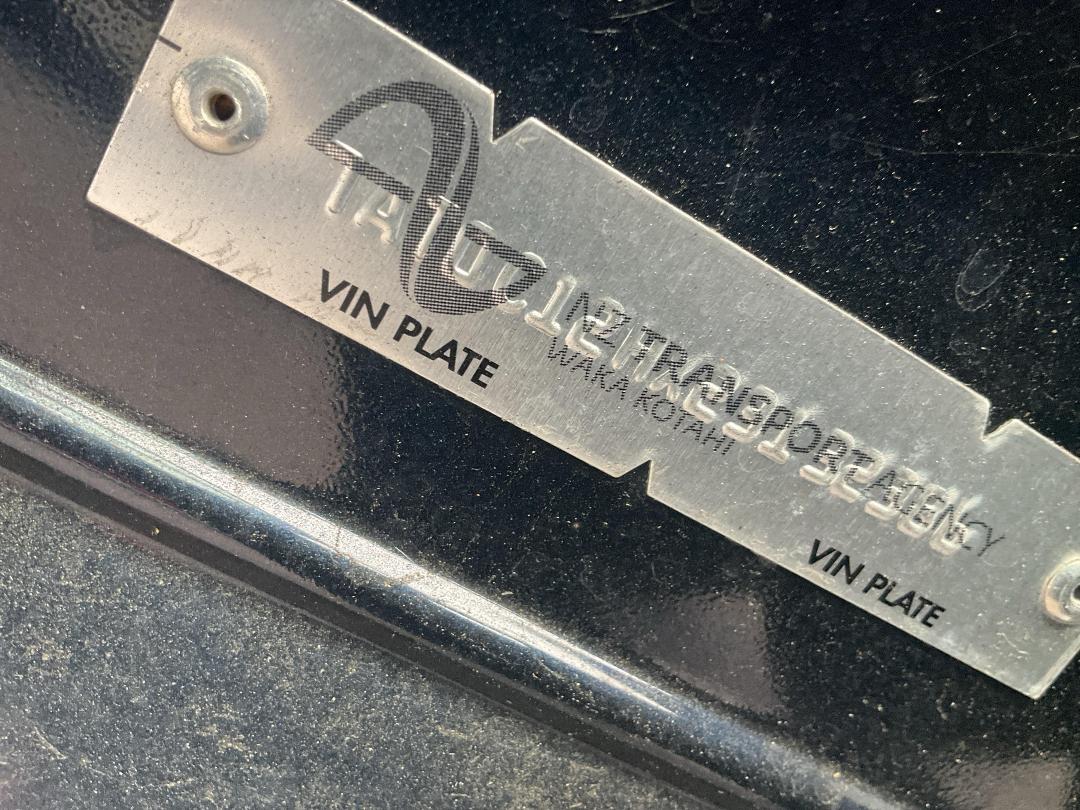 VIN PLATE
NZ TRANSPORT AGENCY
WAKA KOTAHI
VIN PLATE